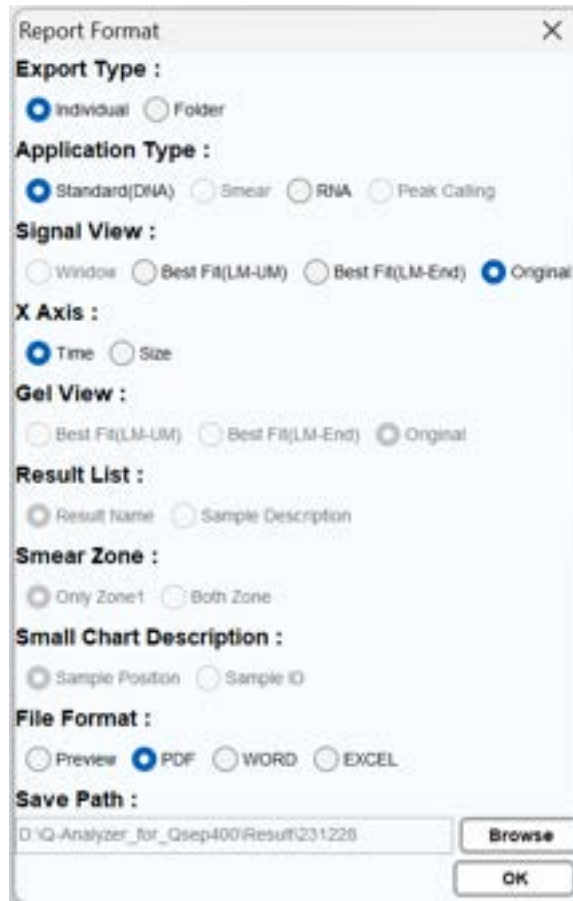 Report Format
Export Type :
Individual Folder
Application Type :
Standard(DNA) Smear RNA Peak Calling
Signal View :
Window Best Fit(LM-UM) Best Fit(LM-End) Original
X Axis :
Time Size
Gel View :
Best Fit(LM-UM) Best Fit(LM-End) Original
Result List :
Result Name Sample Description
Smear Zone :
Only Zone1 Both Zone
Small Chart Description :
Sample Position Sample ID
File Format :
Preview PDF WORD EXCEL
Save Path :
D:\Q-Analyzer_for_Qsep400\Result\231228 Browse
OK